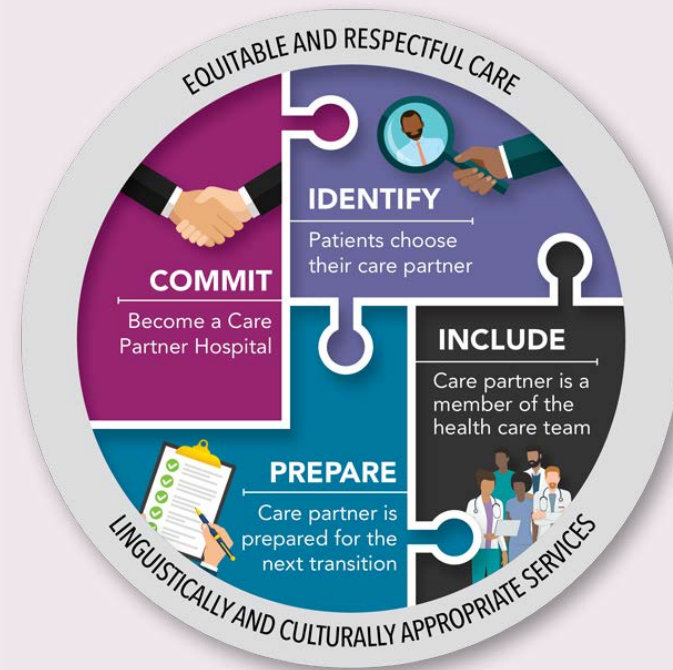 EQUITABLE AND RESPECTFUL CARE
COMMIT
Become a Care
Partner Hospital
IDENTIFY
Patients choose
their care partner
INCLUDE
Care partner is a
member of the
health care team
PREPARE
Care partner is
prepared for the
next transition
LINGUISTICALLY AND CULTURALLY APPROPRIATE SERVICES